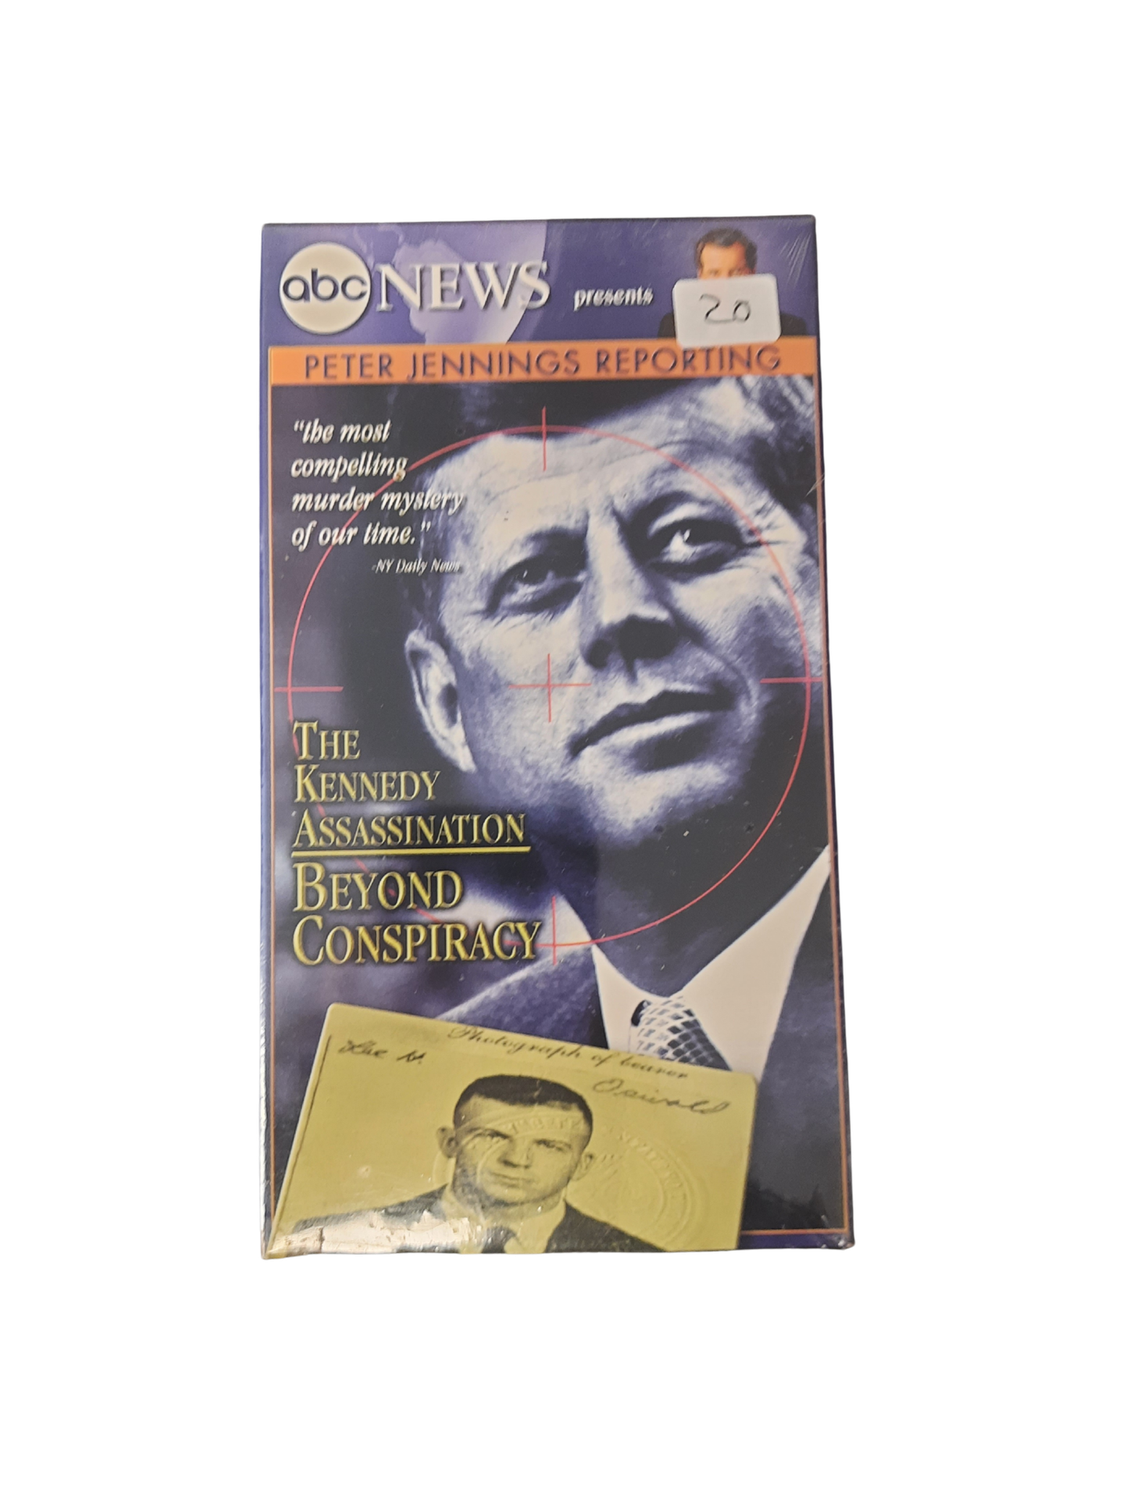 abc NEWS presents
20
PETER JENNINGS REPORTING
"the most
compelling
murder mystery
of our time."
-NY Daily News
THE
KENNEDY
ASSASSINATION
BEYOND
CONSPIRACY
Photograph of bearer
Lee H.
Oswald